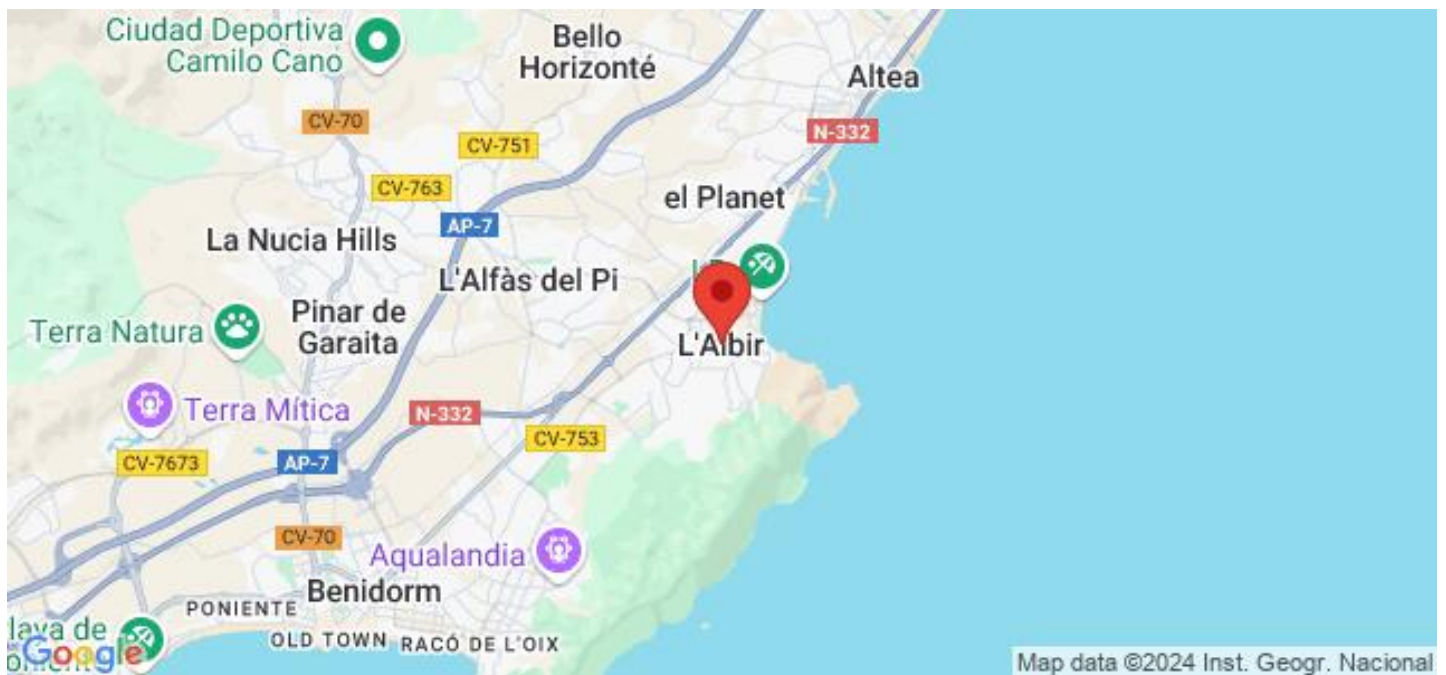 Ciudad Deportiva
Camilo Cano
Bello
Horizonté
Altea
CV-70
N-332
CV-751
CV-763
el Planet
AP-7
La Nucia Hills
L'Alfàs del Pi
Pinar de
Garaita
Terra Natura
L'Albir
Terra Mítica
N-332
CV-753
CV-7673
AP-7
CV-70
Aqualandia
Benidorm
PONIENTE
OLD TOWN
RACÓ DE L'OIX
laya de
Google
Map data ©2024 Inst. Geogr. Nacional